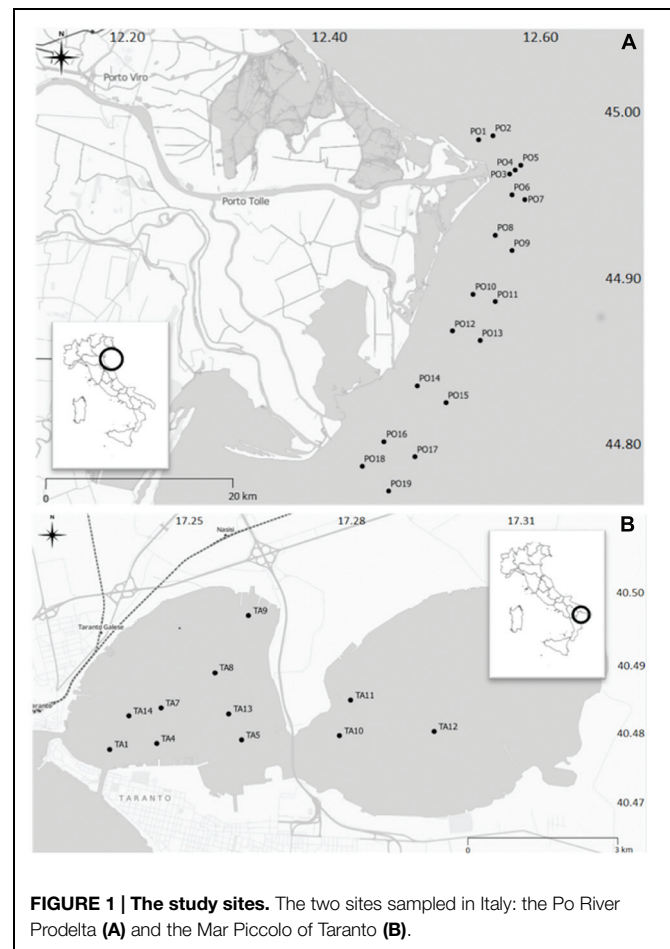 12.20 12.40 12.60 A
N
Porto Viro
45.00
PO1 PO2
PO4 PO5
PO3
PO6
PO7
Porto Tolle
PO8
PO9
44.90
PO10
PO11
PO12
PO13
PO14
PO15
PO16
44.80
PO17
PO18
PO19
0 20 km
N
17.25 17.28 17.31 B
Nasisi
40.50
TA9
Taranto Galese
TA8
40.49
TA11
TA7
TA14 TA13
TA12
40.48
TA10
TA5
TA4
TA1
TARANTO
40.47
0 3 km
FIGURE 1 | The study sites. The two sites sampled in Italy: the Po River
Prodelta (A) and the Mar Piccolo of Taranto (B).